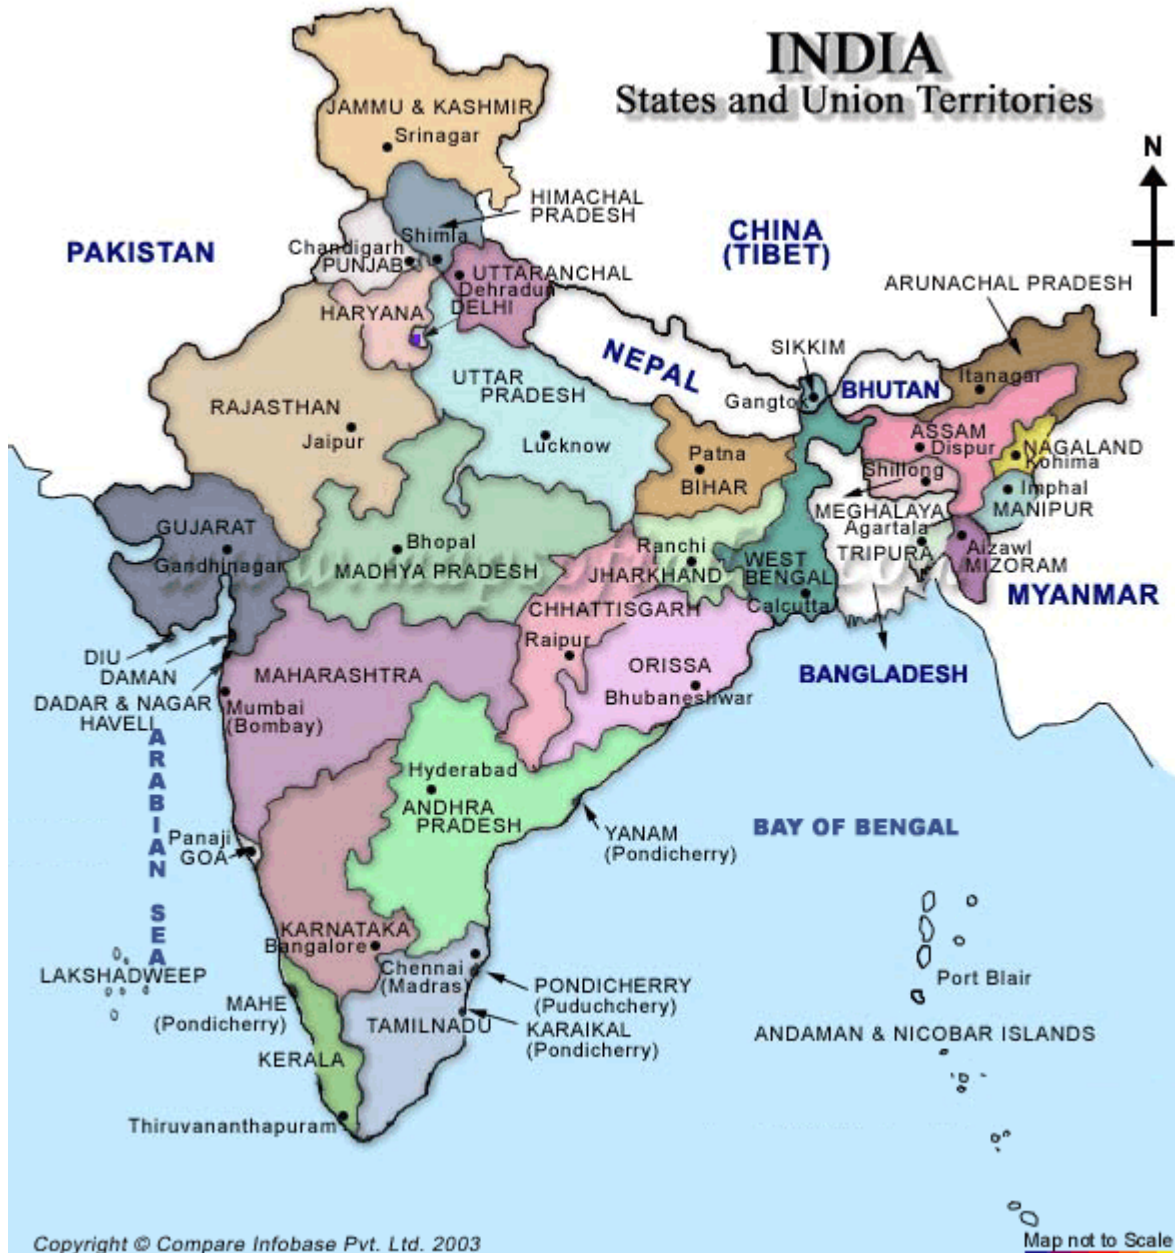 INDIA
States and Union Territories
N
JAMMU & KASHMIR
Srinagar
HIMACHAL
PRADESH
PAKISTAN
CHINA
(TIBET)
Shimla
Chandigarh
PUNJAB
UTTARANCHAL
Dehradun
DELHI
ARUNACHAL PRADESH
HARYANA
NEPAL
SIKKIM
BHUTAN
Itanagar
Gangtok
UTTAR
PRADESH
RAJASTHAN
Jaipur
Lucknow
ASSAM
Dispur
NAGALAND
Kohima
Patna
BIHAR
Shillong
Imphal
MANIPUR
MEGHALAYA
Agartala
TRIPURA
GUJARAT
Gandhinagar
Bhopal
MADHYA PRADESH
Ranchi
JHARKHAND
WEST
BENGAL
Calcutta
Aizawl
MIZORAM
MYANMAR
CHHATTISGARH
Raipur
DIU
DAMAN
DADAR & NAGAR
HAVELI
MAHARASHTRA
Mumbai
(Bombay)
ORISSA
Bhubaneshwar
BANGLADESH
ARABIAN SEA
Hyderabad
ANDHRA
PRADESH
YANAM
(Pondicherry)
BAY OF BENGAL
Panaji
GOA
KARNATAKA
Bangalore
LAKSHADWEEP
Chennai
(Madras)
PONDICHERRY
(Puduchchery)
Port Blair
MAHE
(Pondicherry)
TAMILNADU
KARAIKAL
(Pondicherry)
ANDAMAN & NICOBAR ISLANDS
KERALA
Thiruvananthapuram
Copyright © Compare Infobase Pvt. Ltd. 2003
Map not to Scale